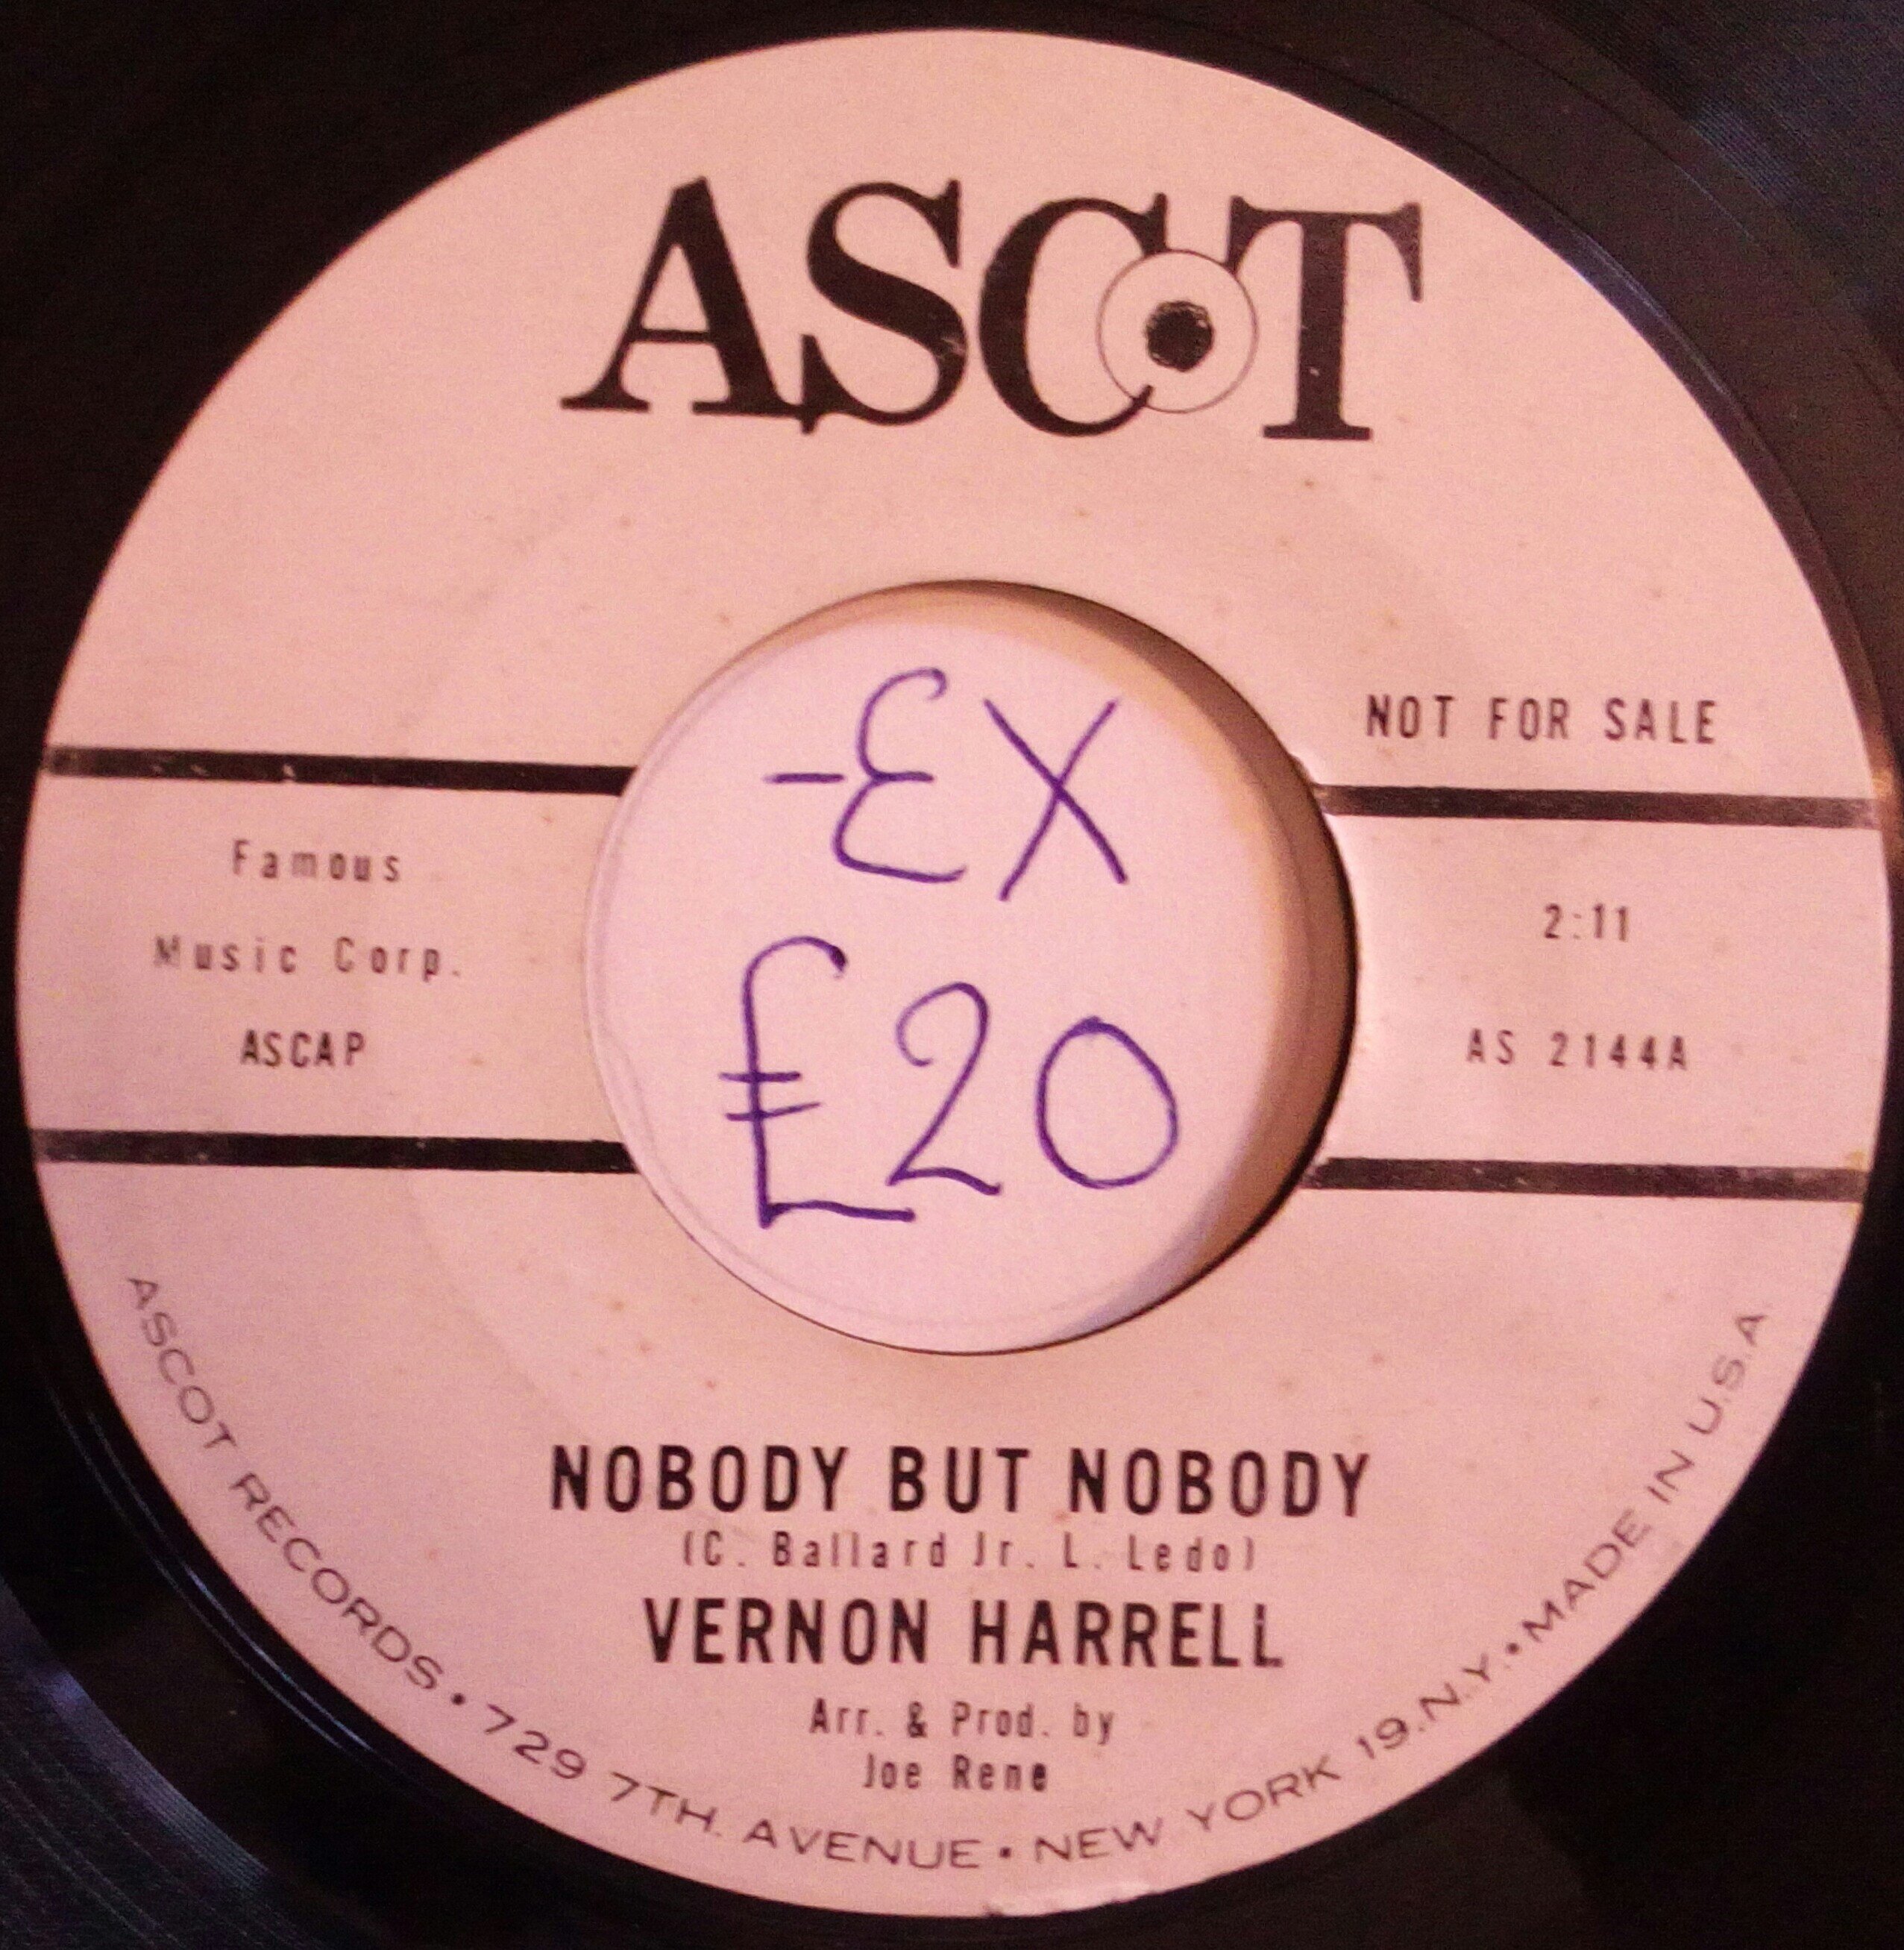 ASCOT
NOT FOR SALE
-EX
£20
Famous
Music Corp.
ASCAP
2:11
AS 2144A
NOBODY BUT NOBODY
(C. Ballard Jr. L. Ledo)
VERNON HARRELL
Arr. & Prod. by
Joe Rene
ASCOT RECORDS • 729 7TH. AVENUE • NEW YORK 19, N.Y. • MADE IN U.S.A